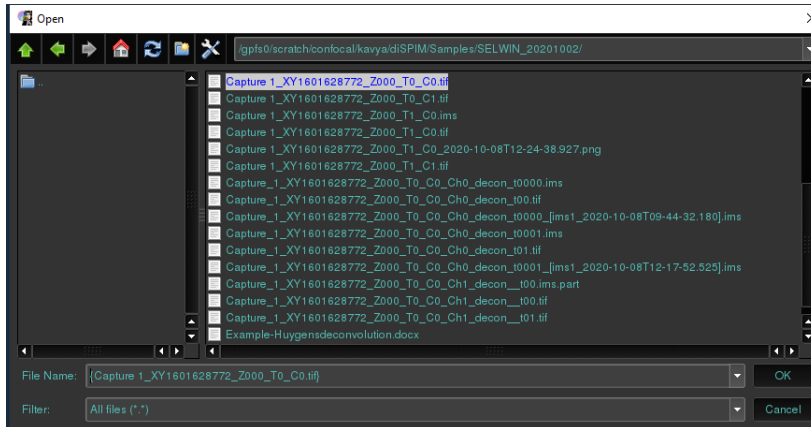 Open
/gpfs0/scratch/confocal/kavya/diSPIM/Samples/SELWIN_20201002/
..
Capture 1_XY1601628772_Z000_T0_C0.tif
Capture 1_XY1601628772_Z000_T0_C1.tif
Capture 1_XY1601628772_Z000_T1_C0.ims
Capture 1_XY1601628772_Z000_T1_C0.tif
Capture 1_XY1601628772_Z000_T1_C0_2020-10-08T12-24-38.927.png
Capture 1_XY1601628772_Z000_T1_C1.tif
Capture_1_XY1601628772_Z000_T0_C0_Ch0_decon_t0000.ims
Capture_1_XY1601628772_Z000_T0_C0_Ch0_decon_t00.tif
Capture_1_XY1601628772_Z000_T0_C0_Ch0_decon_t0000_[ims1_2020-10-08T09-44-32.180].ims
Capture_1_XY1601628772_Z000_T0_C0_Ch0_decon_t0001.ims
Capture_1_XY1601628772_Z000_T0_C0_Ch0_decon_t01.tif
Capture_1_XY1601628772_Z000_T0_C0_Ch0_decon_t0001_[ims1_2020-10-08T12-17-52.525].ims
Capture_1_XY1601628772_Z000_T0_C0_Ch1_decon__t00.ims.part
Capture_1_XY1601628772_Z000_T0_C0_Ch1_decon__t00.tif
Capture_1_XY1601628772_Z000_T0_C0_Ch1_decon__t01.tif
Example-Huygensdeconvolution.docx
File Name: {Capture 1_XY1601628772_Z000_T0_C0.tif} OK
Filter: All files (*.*) Cancel